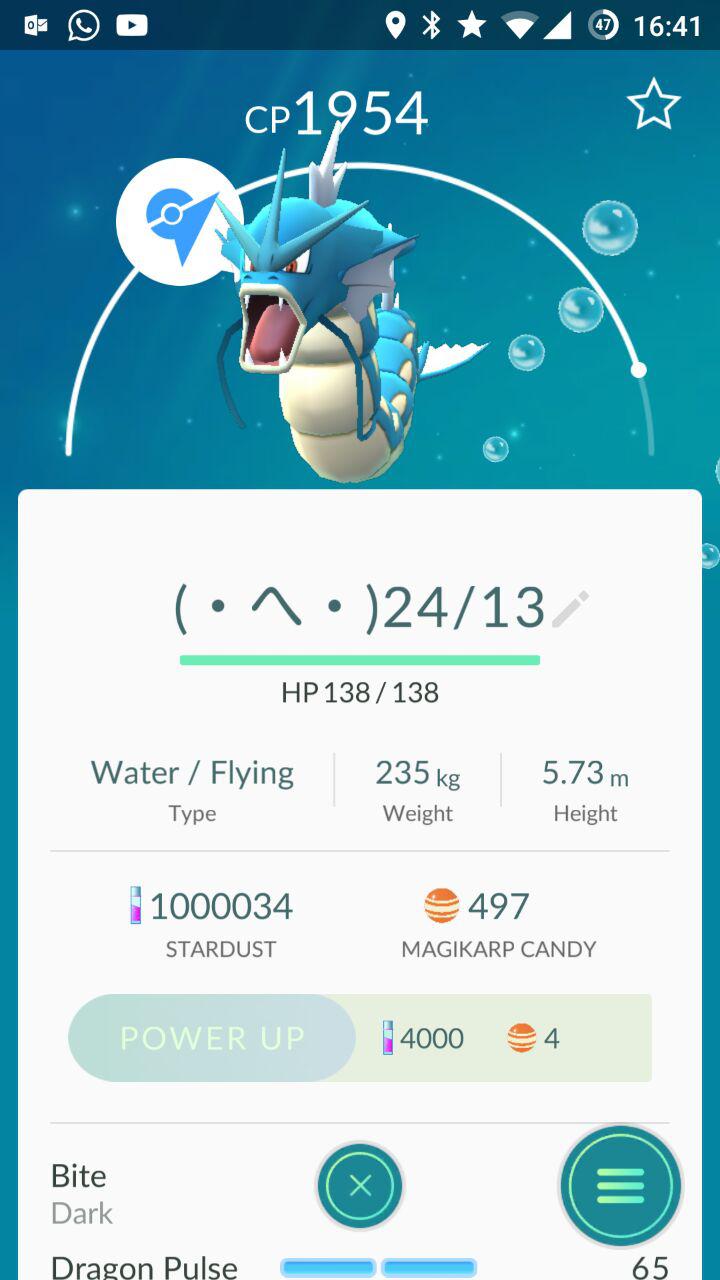 47 16:41
CP1954
(・へ・)24/13
HP 138 / 138
Water / Flying 235 kg 5.73 m
Type Weight Height
1000034 497
STARDUST MAGIKARP CANDY
POWER UP 4000 4
Bite
Dark
Dragon Pulse 65